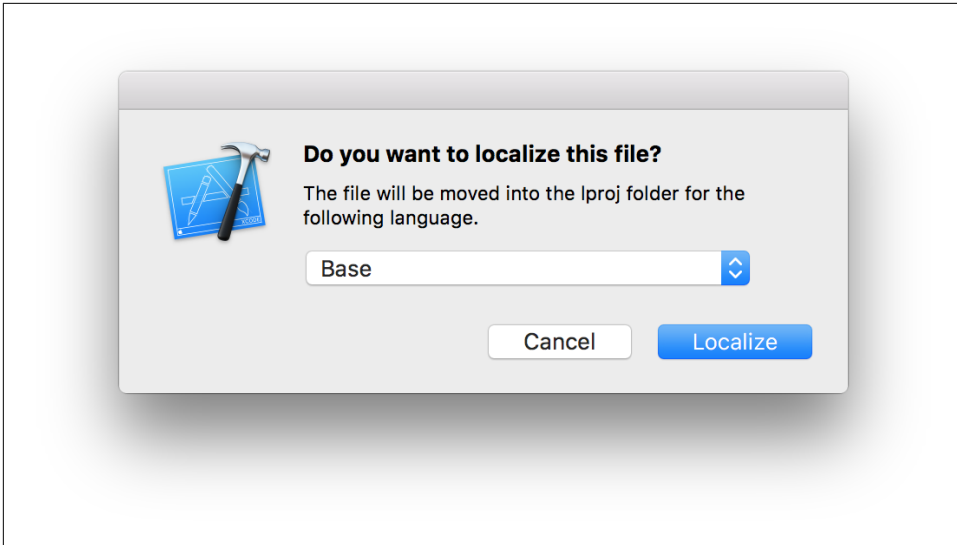 Do you want to localize this file?
The file will be moved into the lproj folder for the
following language.
XCODE
Base
Cancel
Localize